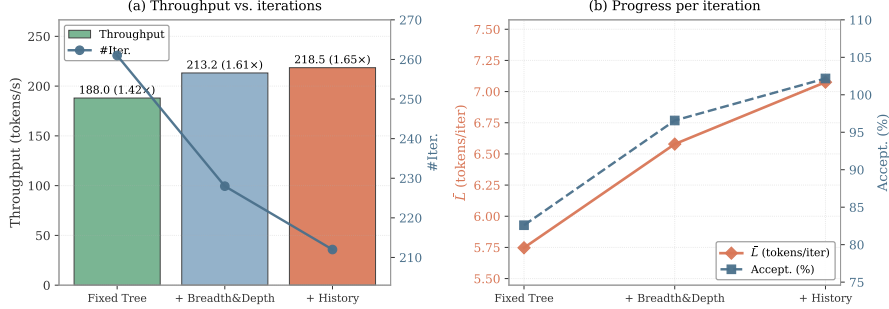 (a) Throughput vs. iterations
Throughput (tokens/s)
250
200
150
100
50
0
Throughput
#Iter.
188.0 (1.42×)
213.2 (1.61×)
218.5 (1.65×)
270
260
250
240
230
220
210
#Iter.
Fixed Tree
+ Breadth&Depth
+ History
(b) Progress per iteration
L̄ (tokens/iter)
7.50
7.25
7.00
6.75
6.50
6.25
6.00
5.75
5.50
110
105
100
95
90
85
80
75
Accept. (%)
L̄ (tokens/iter)
Accept. (%)
Fixed Tree
+ Breadth&Depth
+ History